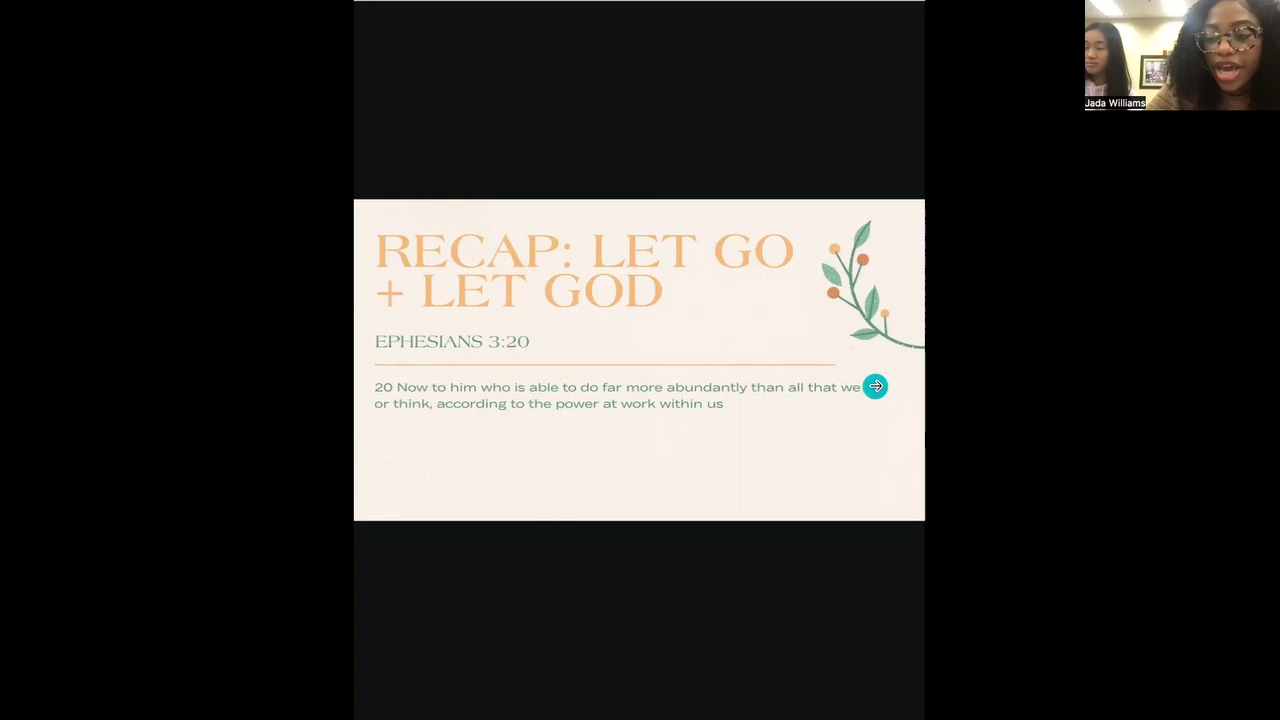 RECAP: LET GO
+ LET GOD
EPHESIANS 3:20
20 Now to him who is able to do far more abundantly than all that we
or think, according to the power at work within us
Jada Williams